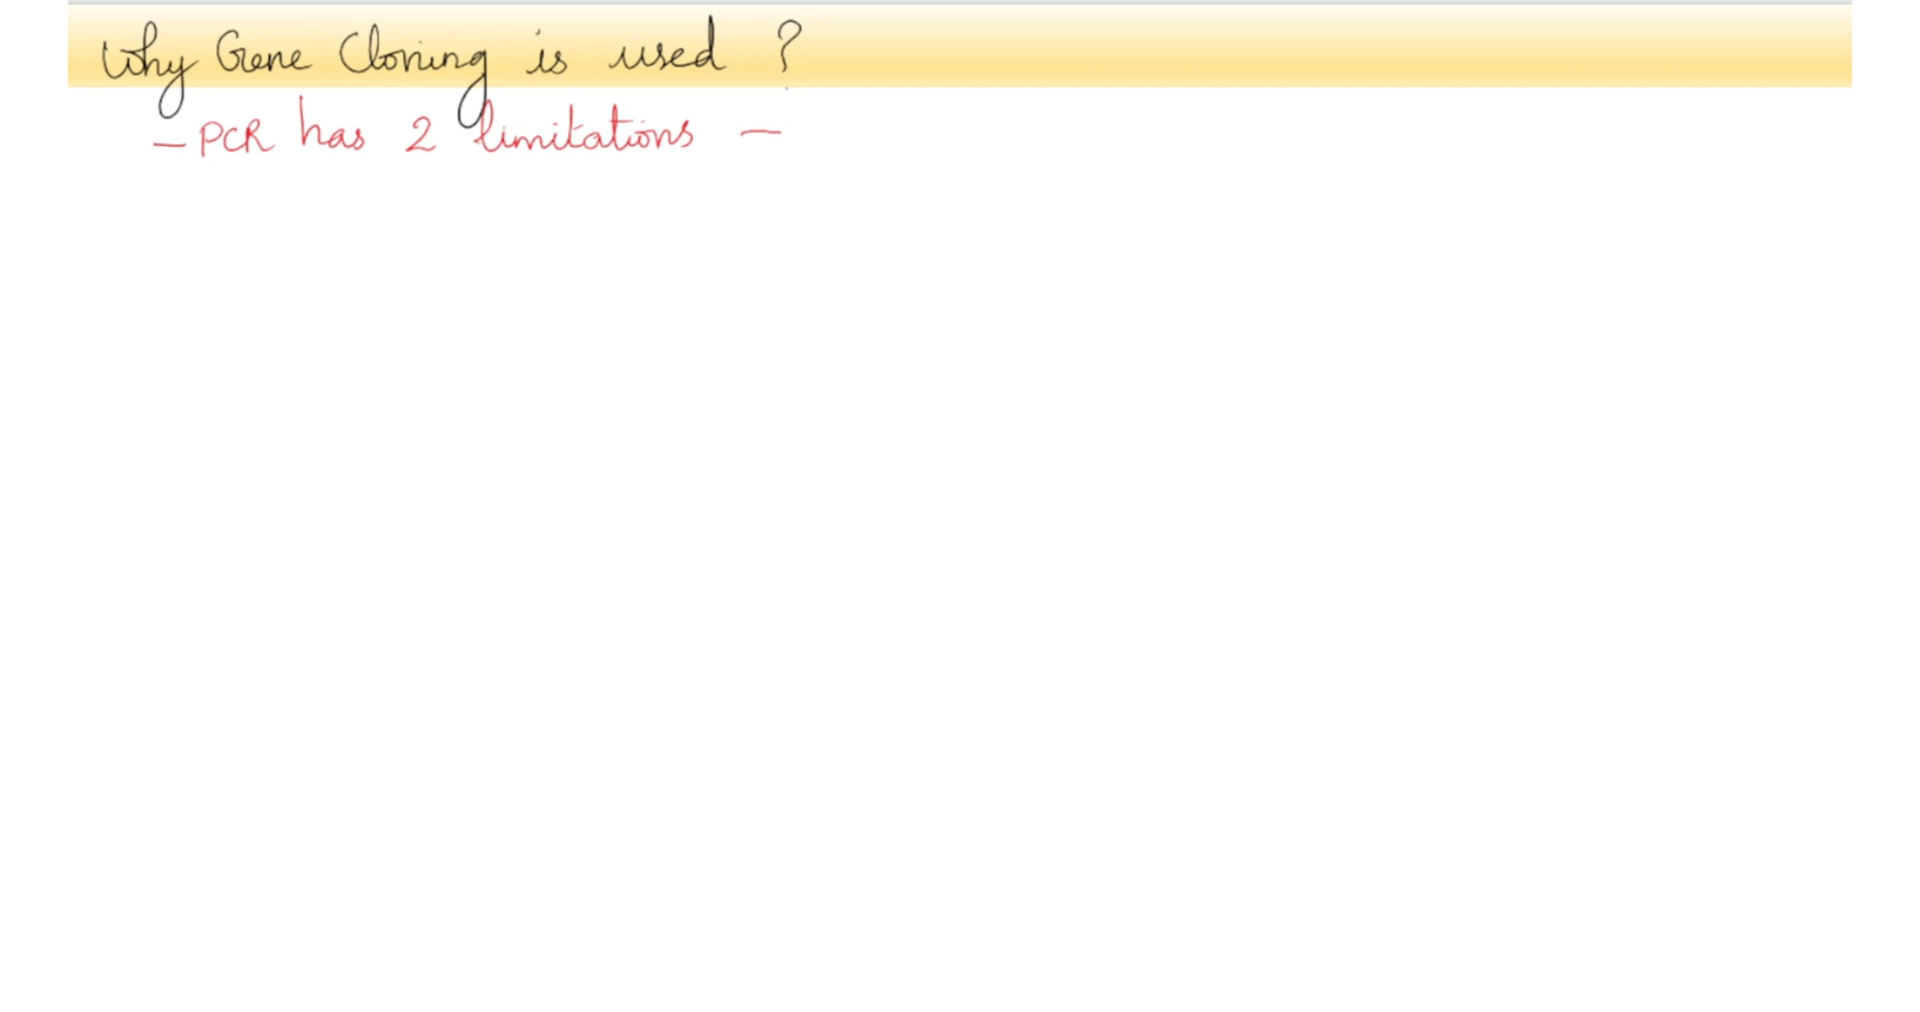 Why Gene Cloning is used ?
- PCR has 2 limitations -